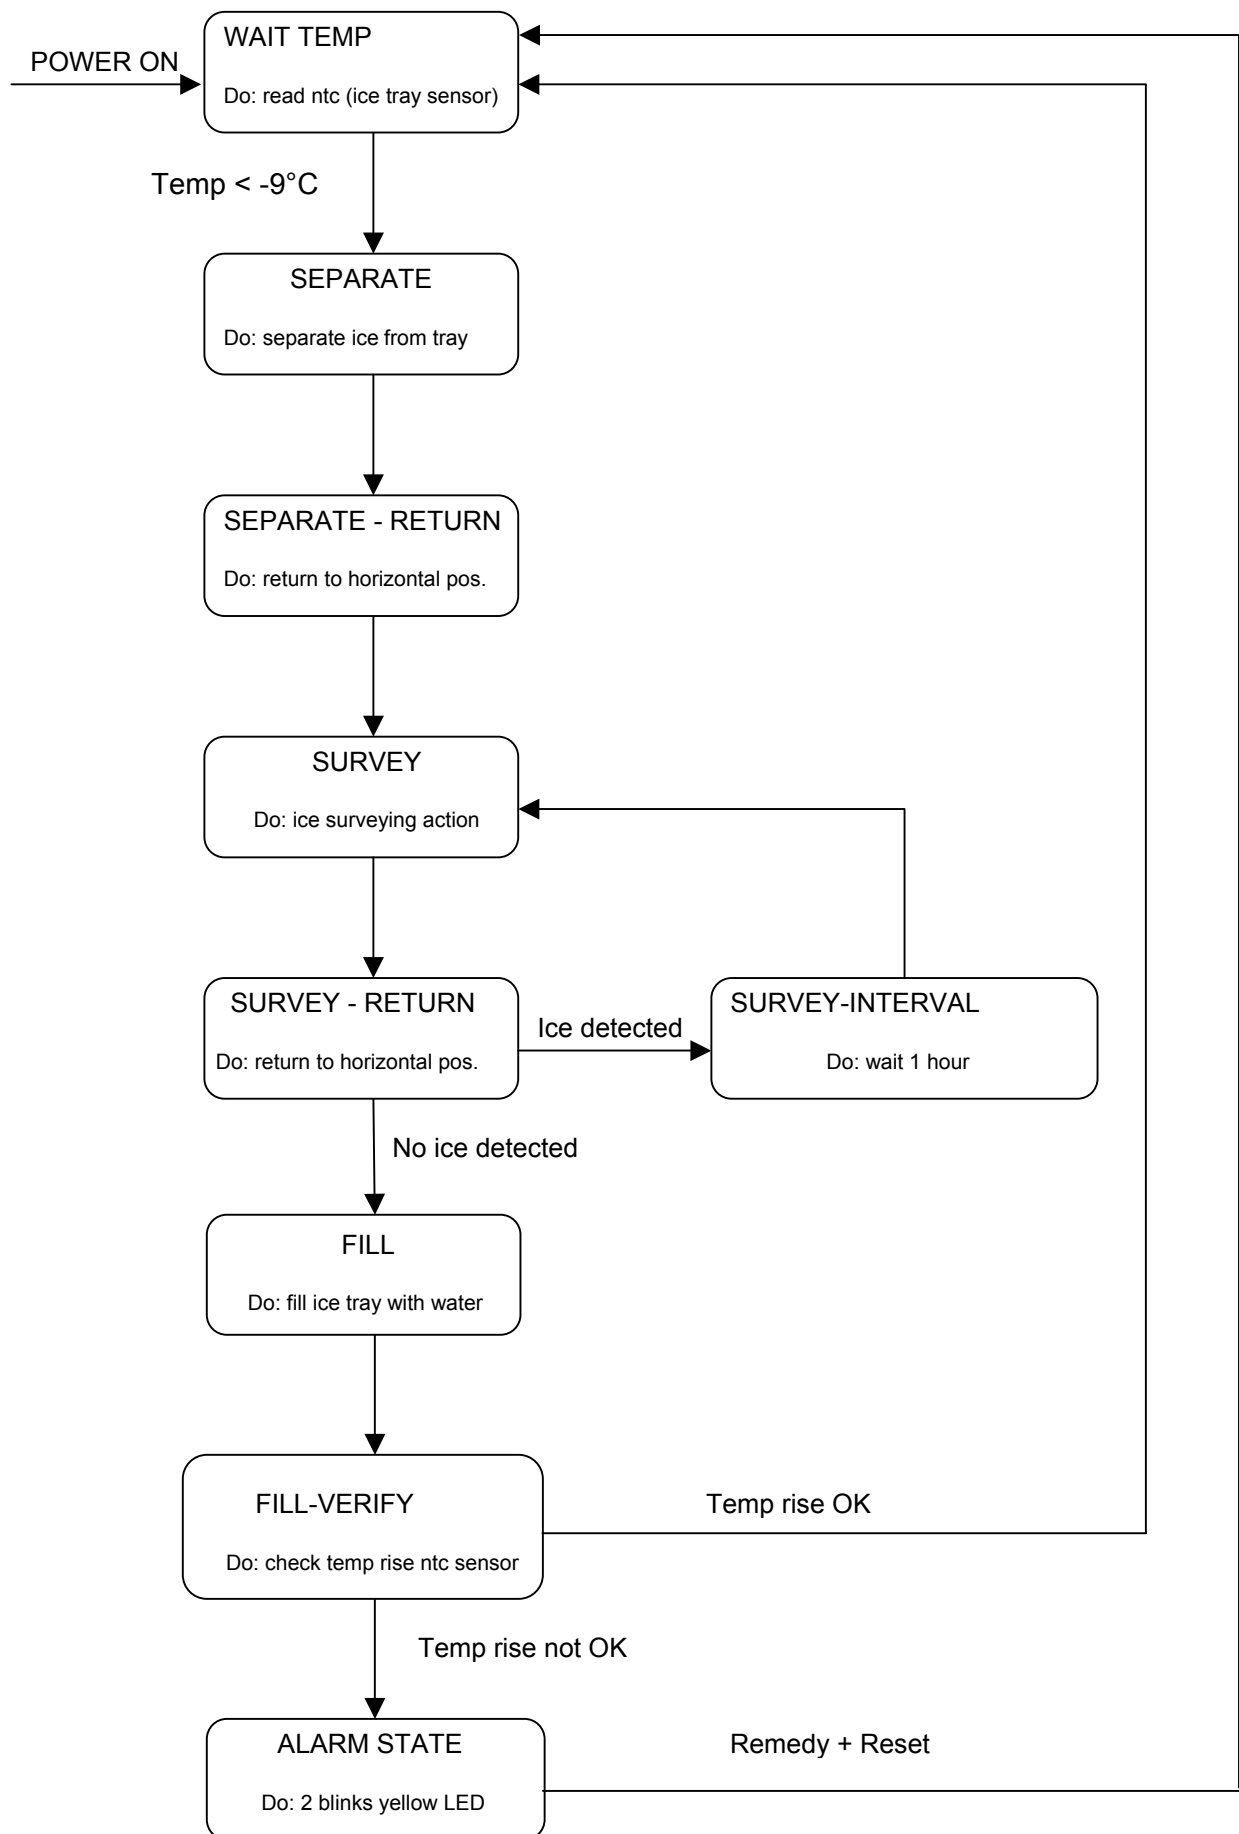 WAIT TEMP
POWER ON
Do: read ntc (ice tray sensor)
Temp < -9°C
SEPARATE
Do: separate ice from tray
SEPARATE - RETURN
Do: return to horizontal pos.
SURVEY
Do: ice surveying action
SURVEY - RETURN
Do: return to horizontal pos.
Ice detected
SURVEY-INTERVAL
Do: wait 1 hour
No ice detected
FILL
Do: fill ice tray with water
FILL-VERIFY
Do: check temp rise ntc sensor
Temp rise OK
Temp rise not OK
ALARM STATE
Do: 2 blinks yellow LED
Remedy + Reset